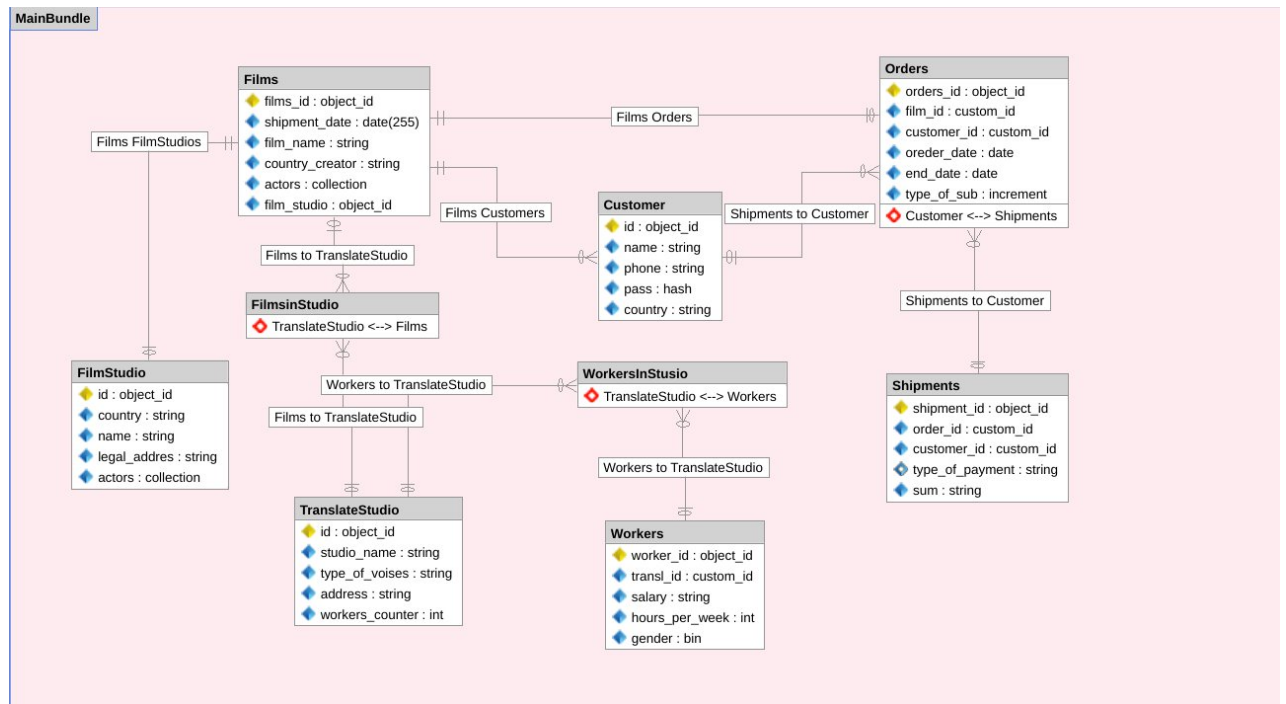 MainBundle
Films
films_id : object_id
shipment_date : date(255)
film_name : string
country_creator : string
actors : collection
film_studio : object_id
Orders
orders_id : object_id
film_id : custom_id
customer_id : custom_id
oreder_date : date
end_date : date
type_of_sub : increment
Customer <--> Shipments
Films Orders
Films FilmStudios
Films Customers
Customer
id : object_id
name : string
phone : string
pass : hash
country : string
Shipments to Customer
Films to TranslateStudio
FilmsinStudio
TranslateStudio <--> Films
Shipments to Customer
FilmStudio
id : object_id
country : string
name : string
legal_addres : string
actors : collection
Workers to TranslateStudio
Films to TranslateStudio
WorkersInStusio
TranslateStudio <--> Workers
Shipments
shipment_id : object_id
order_id : custom_id
customer_id : custom_id
type_of_payment : string
sum : string
Workers to TranslateStudio
TranslateStudio
id : object_id
studio_name : string
type_of_voises : string
address : string
workers_counter : int
Workers
worker_id : object_id
transl_id : custom_id
salary : string
hours_per_week : int
gender : bin